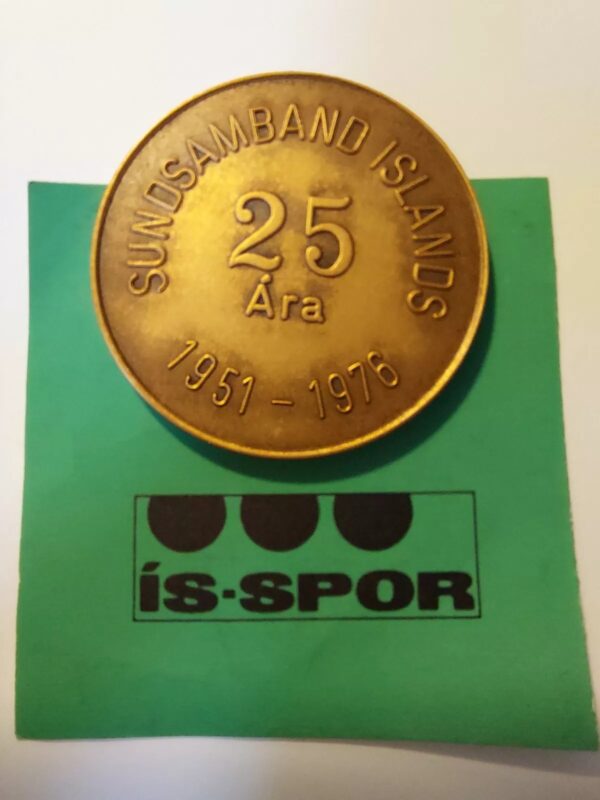 SUNDSAMBAND ISLANDS
25
Ára
1951 - 1976
ÍS-SPOR